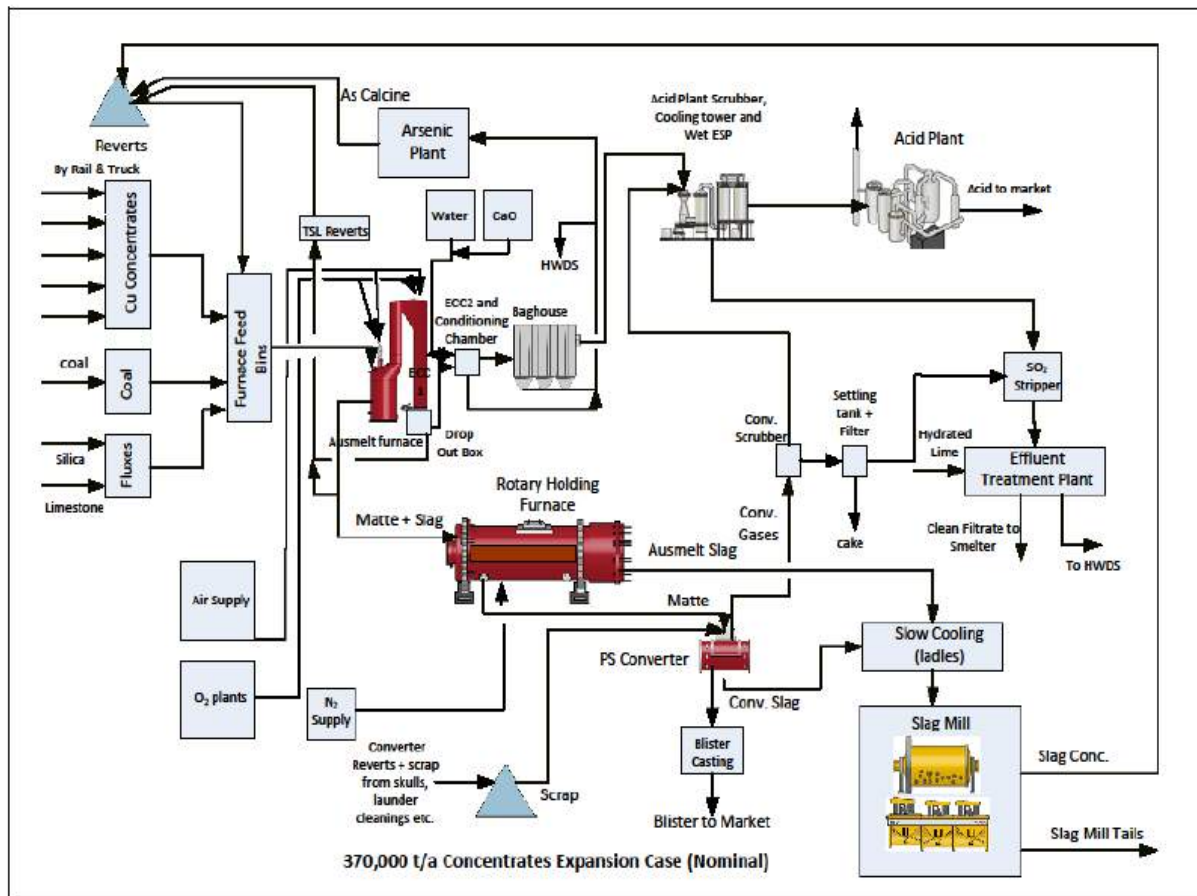 As Calcine
Arsenic
Plant
Reverts
By Rail & Truck
Cu Concentrates
TSL Reverts
Water
CaO
HWDS
Acid Plant Scrubber,
Cooling tower and
Wet ESP
Acid Plant
Acid to market
ECC2 and
Conditioning
Chamber
Baghouse
coal
Coal
Furnace Feed
Bins
ECC
Ausmelt furnace
Drop
Out Box
Silica
Limestone
Fluxes
SO₂
Stripper
Settling
tank +
Filter
Conv.
Scrubber
Hydrated
Lime
Effluent
Treatment Plant
cake
Clean Filtrate to
Smelter
To HWDS
Rotary Holding
Furnace
Matte + Slag
Conv.
Gases
Ausmelt Slag
Matte
Air Supply
O₂ plants
N₂
Supply
PS Converter
Conv. Slag
Slow Cooling
(ladles)
Slag Mill
Slag Conc.
Slag Mill Tails
Converter
Reverts + scrap
from skulls,
launder
cleanings etc.
Scrap
Blister
Casting
Blister to Market
370,000 t/a Concentrates Expansion Case (Nominal)